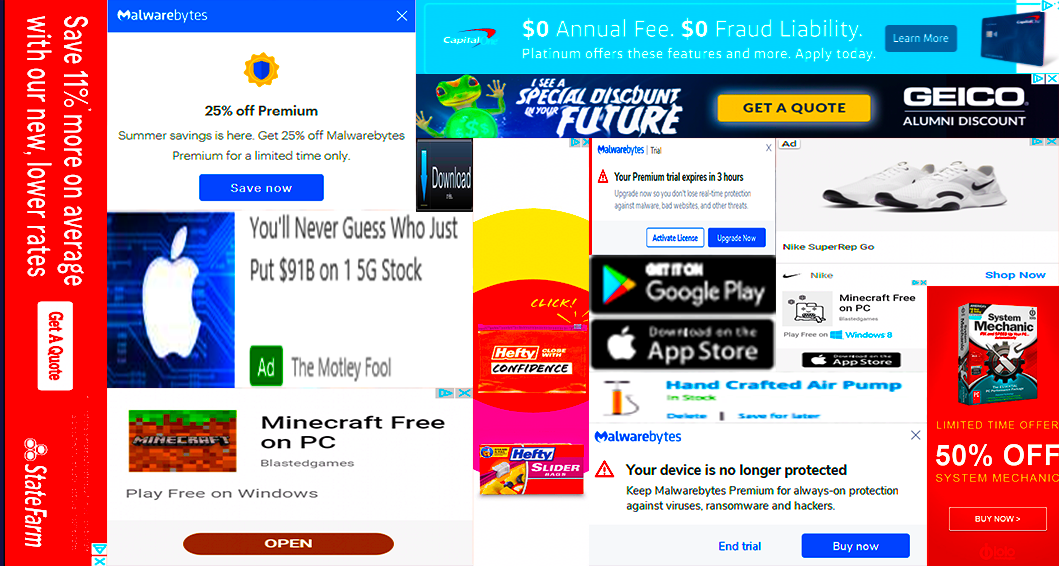 Save 11%* more on average
with our new, lower rates
Get A Quote
StateFarm
Malwarebytes
25% off Premium
Summer savings is here. Get 25% off Malwarebytes
Premium for a limited time only.
Save now
Capital One
$0 Annual Fee. $0 Fraud Liability.
Platinum offers these features and more. Apply today.
Learn More
I SEE A
SPECIAL DISCOUNT
IN YOUR
FUTURE
GET A QUOTE
GEICO
ALUMNI DISCOUNT
Download
You'll Never Guess Who Just
Put $91B on 1 5G Stock
Ad
The Motley Fool
MINECRAFT
Minecraft Free
on PC
Blastedgames
Play Free on Windows
OPEN
CLICK!
Hefty
CLOSE
WITH
CONFIDENCE
Hefty
SLIDER
BAGS
Malwarebytes | Trial
X
Your Premium trial expires in 3 hours
Upgrade now so you don't lose real-time protection
against malware, bad websites, and other threats.
Activate License
Upgrade Now
GET IT ON
Google Play
Download on the
App Store
Ad
Nike SuperRep Go
Nike
Shop Now
Minecraft Free
on PC
Blastedgames
Play Free on
Windows 8
Download on the
App Store
Hand Crafted Air Pump
In Stock
Delete | Save for later
Malwarebytes
Your device is no longer protected
Keep Malwarebytes Premium for always-on protection
against viruses, ransomware and hackers.
End trial
Buy now
System
Mechanic
LIMITED TIME OFFER
50% OFF
SYSTEM MECHANIC
BUY NOW >
iolo